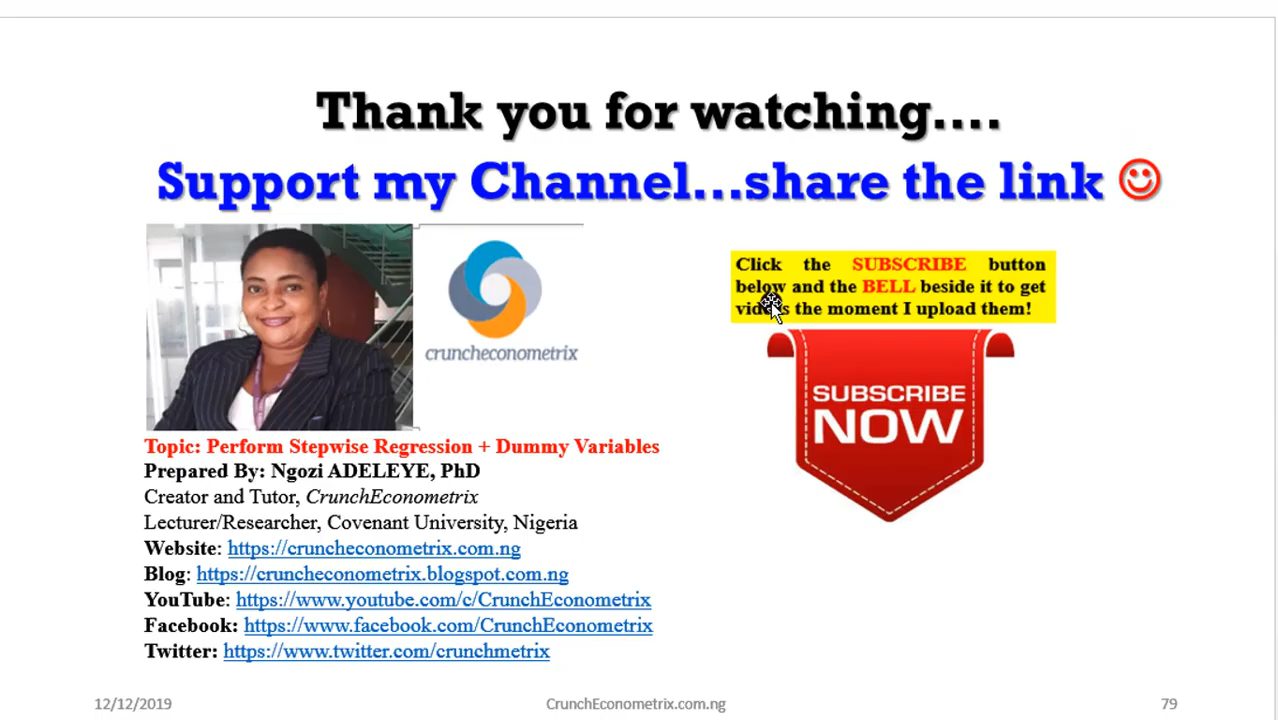 Thank you for watching....
Support my Channel...share the link
cruncheconometrix
Click the SUBSCRIBE button
below and the BELL beside it to get
videos the moment I upload them!
SUBSCRIBE
NOW
Topic: Perform Stepwise Regression + Dummy Variables
Prepared By: Ngozi ADELEYE, PhD
Creator and Tutor, CrunchEconometrix
Lecturer/Researcher, Covenant University, Nigeria
Website: https://cruncheconometrix.com.ng
Blog: https://cruncheconometrix.blogspot.com.ng
YouTube: https://www.youtube.com/c/CrunchEconometrix
Facebook: https://www.facebook.com/CrunchEconometrix
Twitter: https://www.twitter.com/crunchmetrix
12/12/2019
CrunchEconometrix.com.ng
79